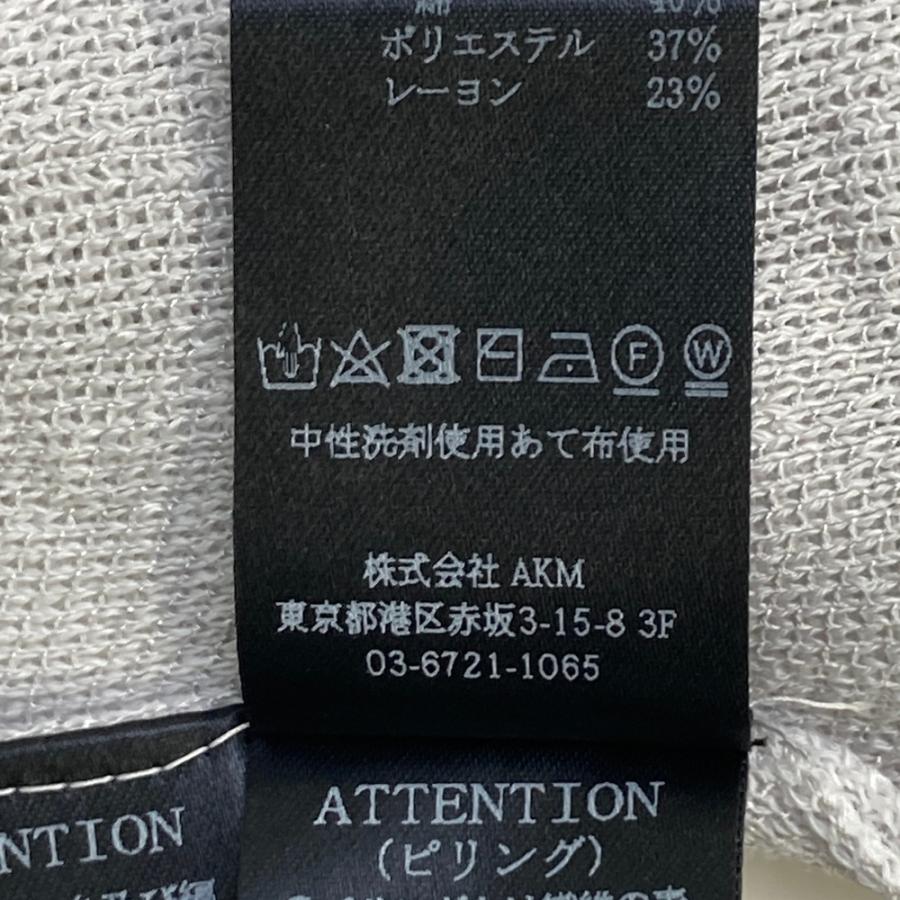 綿 40%
ポリエステル 37%
レーヨン 23%
F W
中性洗剤使用あて布使用
株式会社 AKM
東京都港区赤坂3-15-8 3F
03-6721-1065
ATTENTION
(ピリング)
NTION